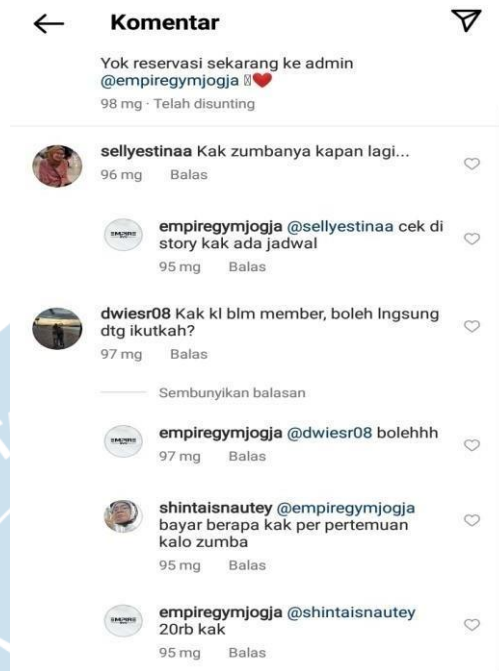 Komentar
Yok reservasi sekarang ke admin
@empiregymjogja
98 mg · Telah disunting
sellyestinaa Kak zumbanya kapan lagi...
96 mg Balas
empiregymjogja @sellyestinaa cek di
story kak ada jadwal
95 mg Balas
dwiesr08 Kak kl blm member, boleh lngsung
dtg ikutkah?
97 mg Balas
Sembunyikan balasan
empiregymjogja @dwiesr08 bolehhh
97 mg Balas
shintaisnautey @empiregymjogja
bayar berapa kak per pertemuan
kalo zumba
95 mg Balas
empiregymjogja @shintaisnautey
20rb kak
95 mg Balas